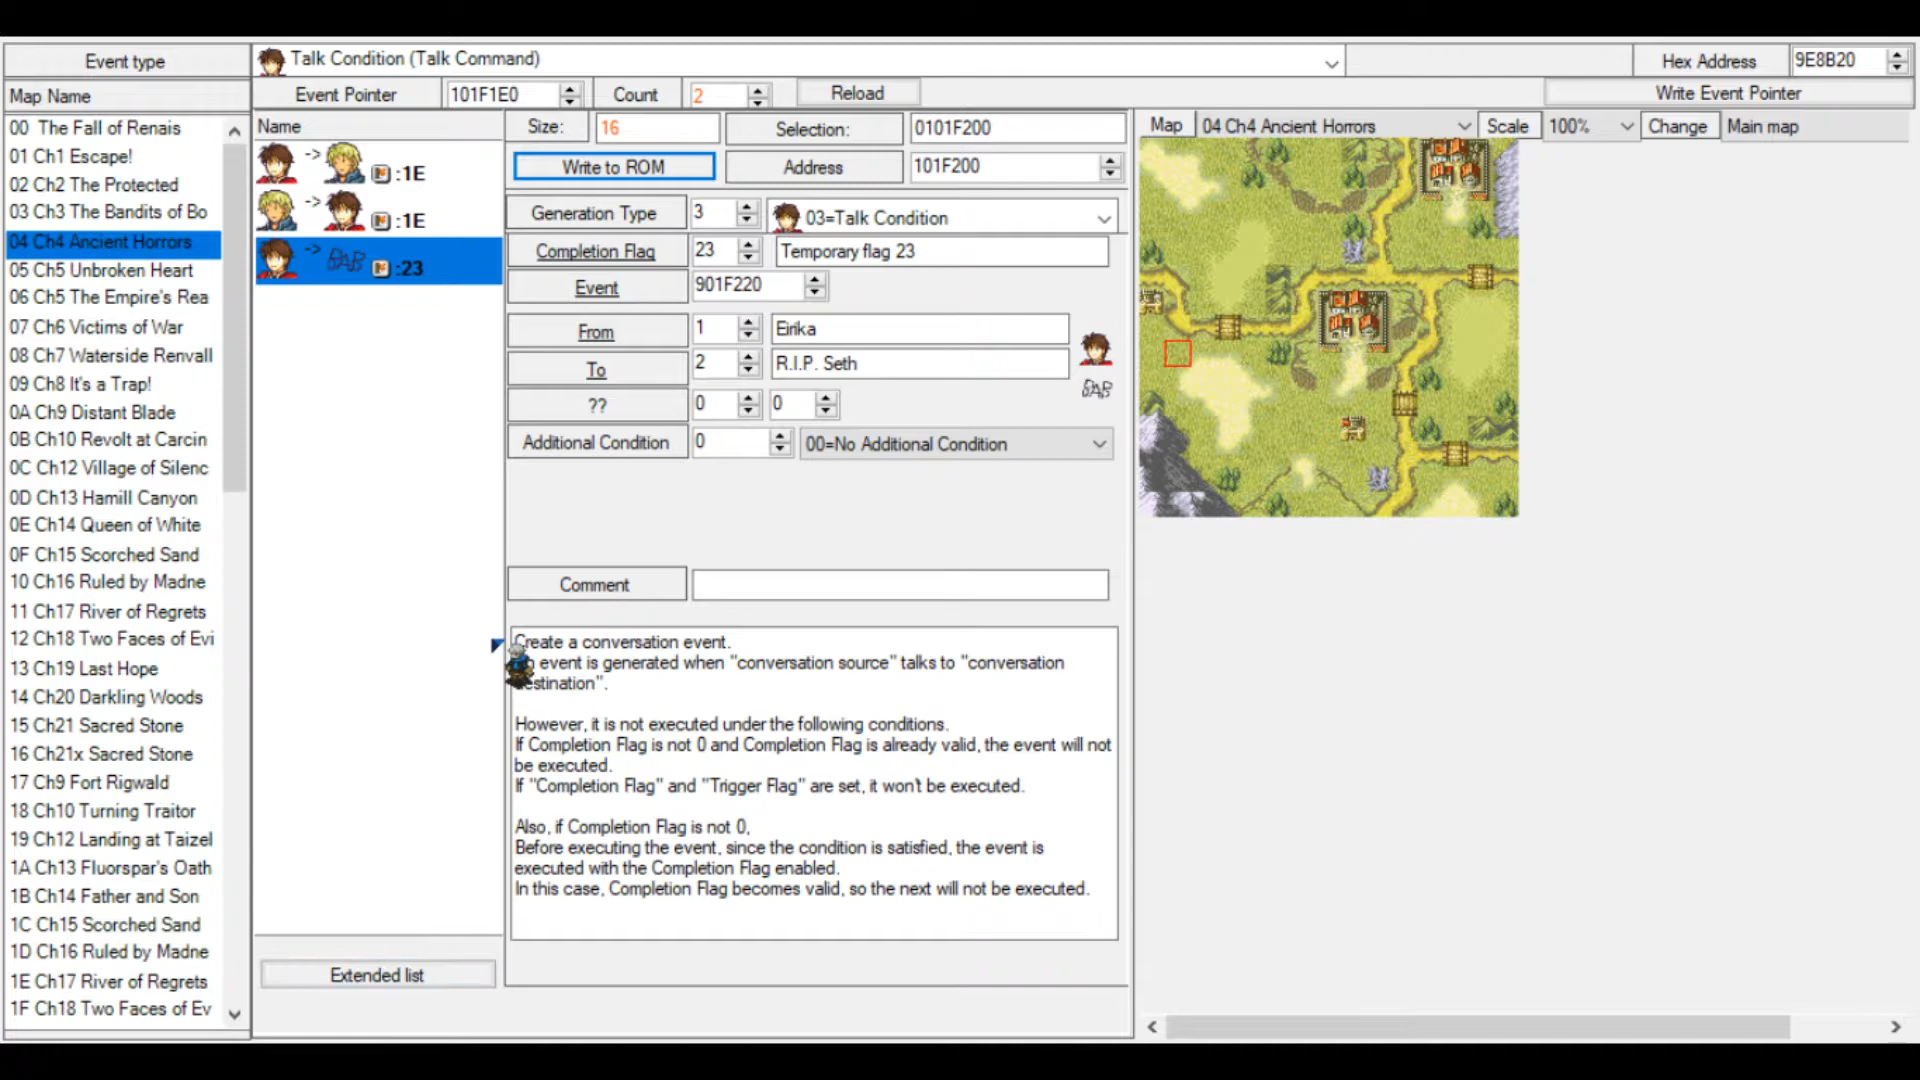 Event type
Talk Condition (Talk Command)
Hex Address
9E8B20
Map Name
Event Pointer
101F1E0
Count
2
Reload
Write Event Pointer
00 The Fall of Renais
01 Ch1 Escape!
02 Ch2 The Protected
03 Ch3 The Bandits of Bo
04 Ch4 Ancient Horrors
05 Ch5 Unbroken Heart
06 Ch5 The Empire's Rea
07 Ch6 Victims of War
08 Ch7 Waterside Renvall
09 Ch8 It's a Trap!
0A Ch9 Distant Blade
0B Ch10 Revolt at Carcin
0C Ch12 Village of Silenc
0D Ch13 Hamill Canyon
0E Ch14 Queen of White
0F Ch15 Scorched Sand
10 Ch16 Ruled by Madne
11 Ch17 River of Regrets
12 Ch18 Two Faces of Evi
13 Ch19 Last Hope
14 Ch20 Darkling Woods
15 Ch21 Sacred Stone
16 Ch21x Sacred Stone
17 Ch9 Fort Rigwald
18 Ch10 Turning Traitor
19 Ch12 Landing at Taizel
1A Ch13 Fluorspar's Oath
1B Ch14 Father and Son
1C Ch15 Scorched Sand
1D Ch16 Ruled by Madne
1E Ch17 River of Regrets
1F Ch18 Two Faces of Ev
Name
-> :1E
-> :1E
-> :23
Extended list
Size:
16
Selection:
0101F200
Write to ROM
Address
101F200
Generation Type
3
03=Talk Condition
Completion Flag
23
Temporary flag 23
Event
901F220
From
1
Eirika
To
2
R.I.P. Seth
??
0
0
Additional Condition
0
00=No Additional Condition
Comment
Create a conversation event.
event is generated when "conversation source" talks to "conversation
estination".
However, it is not executed under the following conditions.
If Completion Flag is not 0 and Completion Flag is already valid, the event will not
be executed.
If "Completion Flag" and "Trigger Flag" are set, it won't be executed.
Also, if Completion Flag is not 0,
Before executing the event, since the condition is satisfied, the event is
executed with the Completion Flag enabled.
In this case, Completion Flag becomes valid, so the next will not be executed.
Map
04 Ch4 Ancient Horrors
Scale
100%
Change
Main map